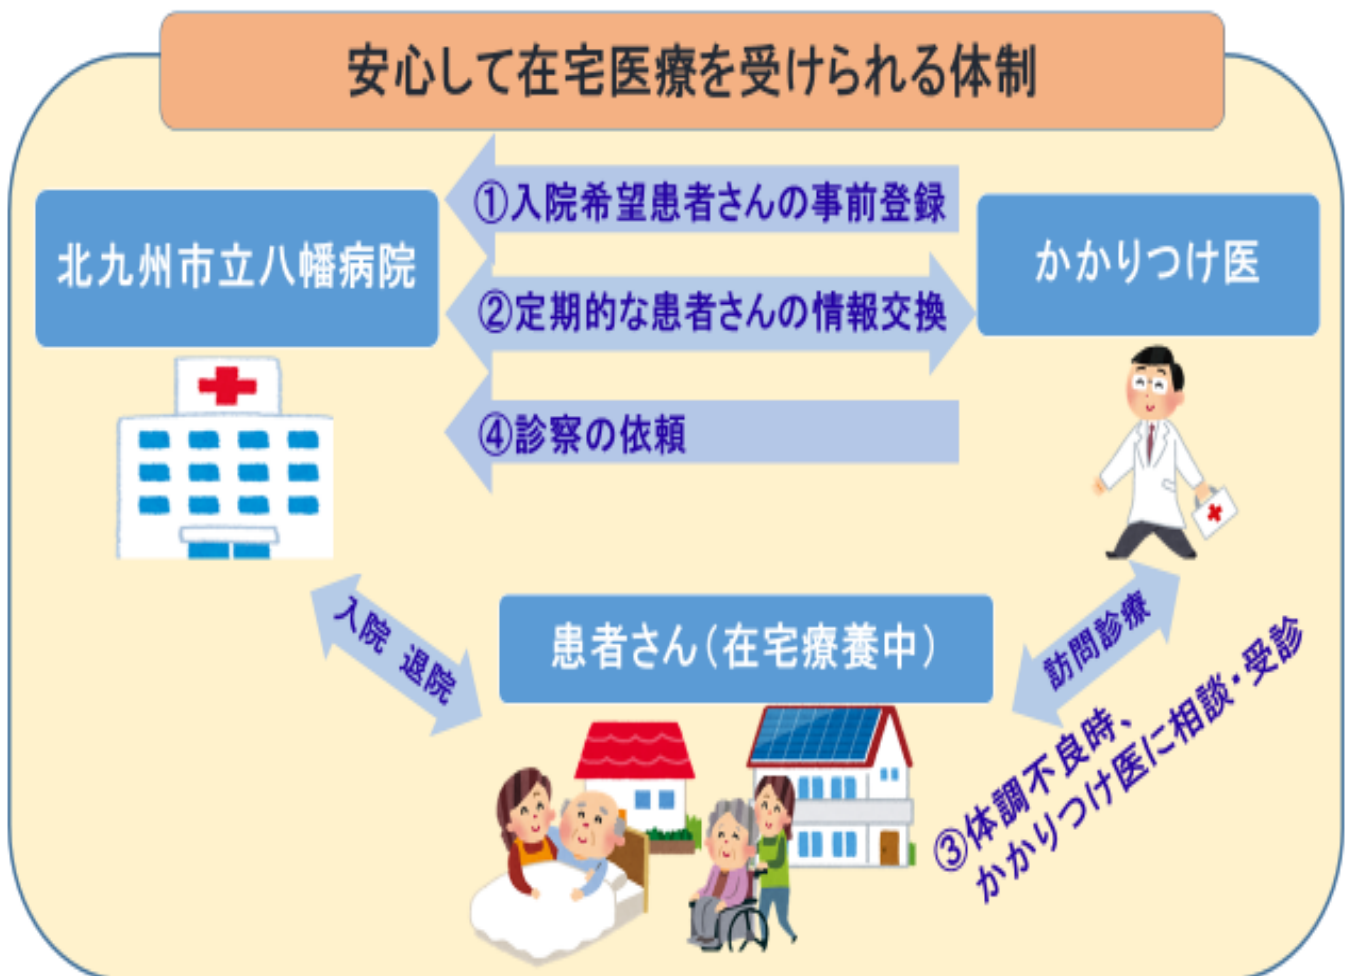 安心して在宅医療を受けられる体制
①入院希望患者さんの事前登録
北九州市立八幡病院
かかりつけ医
②定期的な患者さんの情報交換
④診察の依頼
入院 退院
患者さん(在宅療養中)
訪問診療
③体調不良時、
かかりつけ医に相談・受診